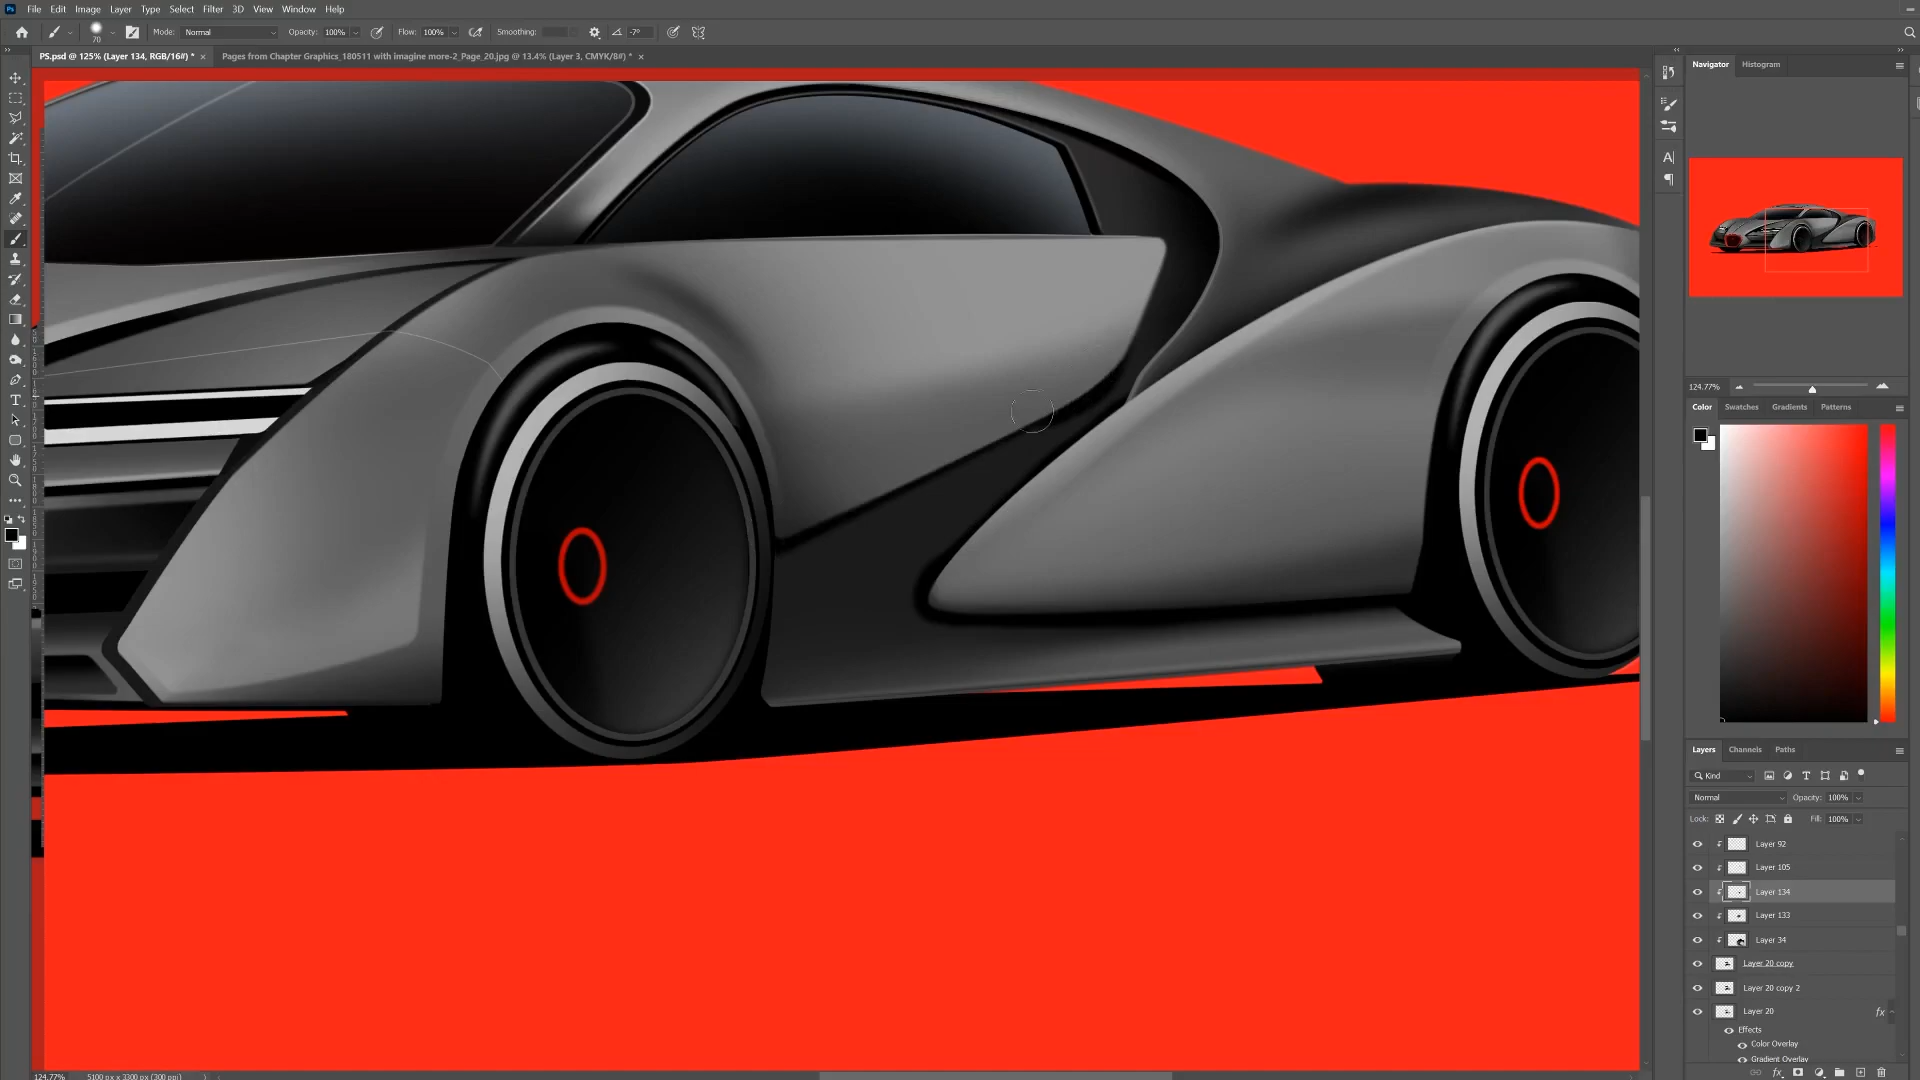 Ps File Edit Image Layer Type Select Filter 3D View Window Help
70 Mode: Normal Opacity: 100% Flow: 100% Smoothing: -7°
PS.psd @ 125% (Layer 134, RGB/16#) * × Pages from Chapter Graphics_180511 with imagine more-2_Page_20.jpg @ 13.4% (Layer 3, CMYK/8#) * ×
Navigator Histogram
124.77%
Color Swatches Gradients Patterns
Layers Channels Paths
Kind
Normal Opacity: 100%
Lock: Fill: 100%
Layer 92
Layer 105
Layer 134
Layer 133
Layer 34
Layer 20 copy
Layer 20 copy 2
Layer 20 fx
Effects
Color Overlay
Gradient Overlay
124.77% 5100 px x 3300 px (300 ppi)